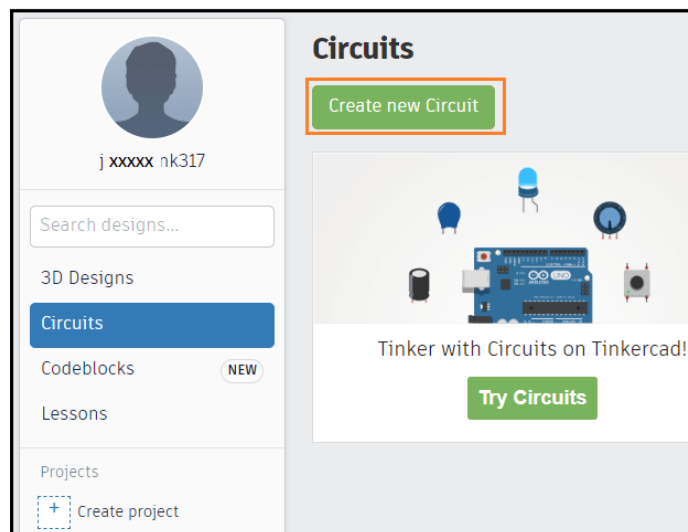 j xxxxx nk317
Search designs...
3D Designs
Circuits
Codeblocks NEW
Lessons
Projects
+ Create project
Circuits
Create new Circuit
UNO
Tinker with Circuits on Tinkercad!
Try Circuits